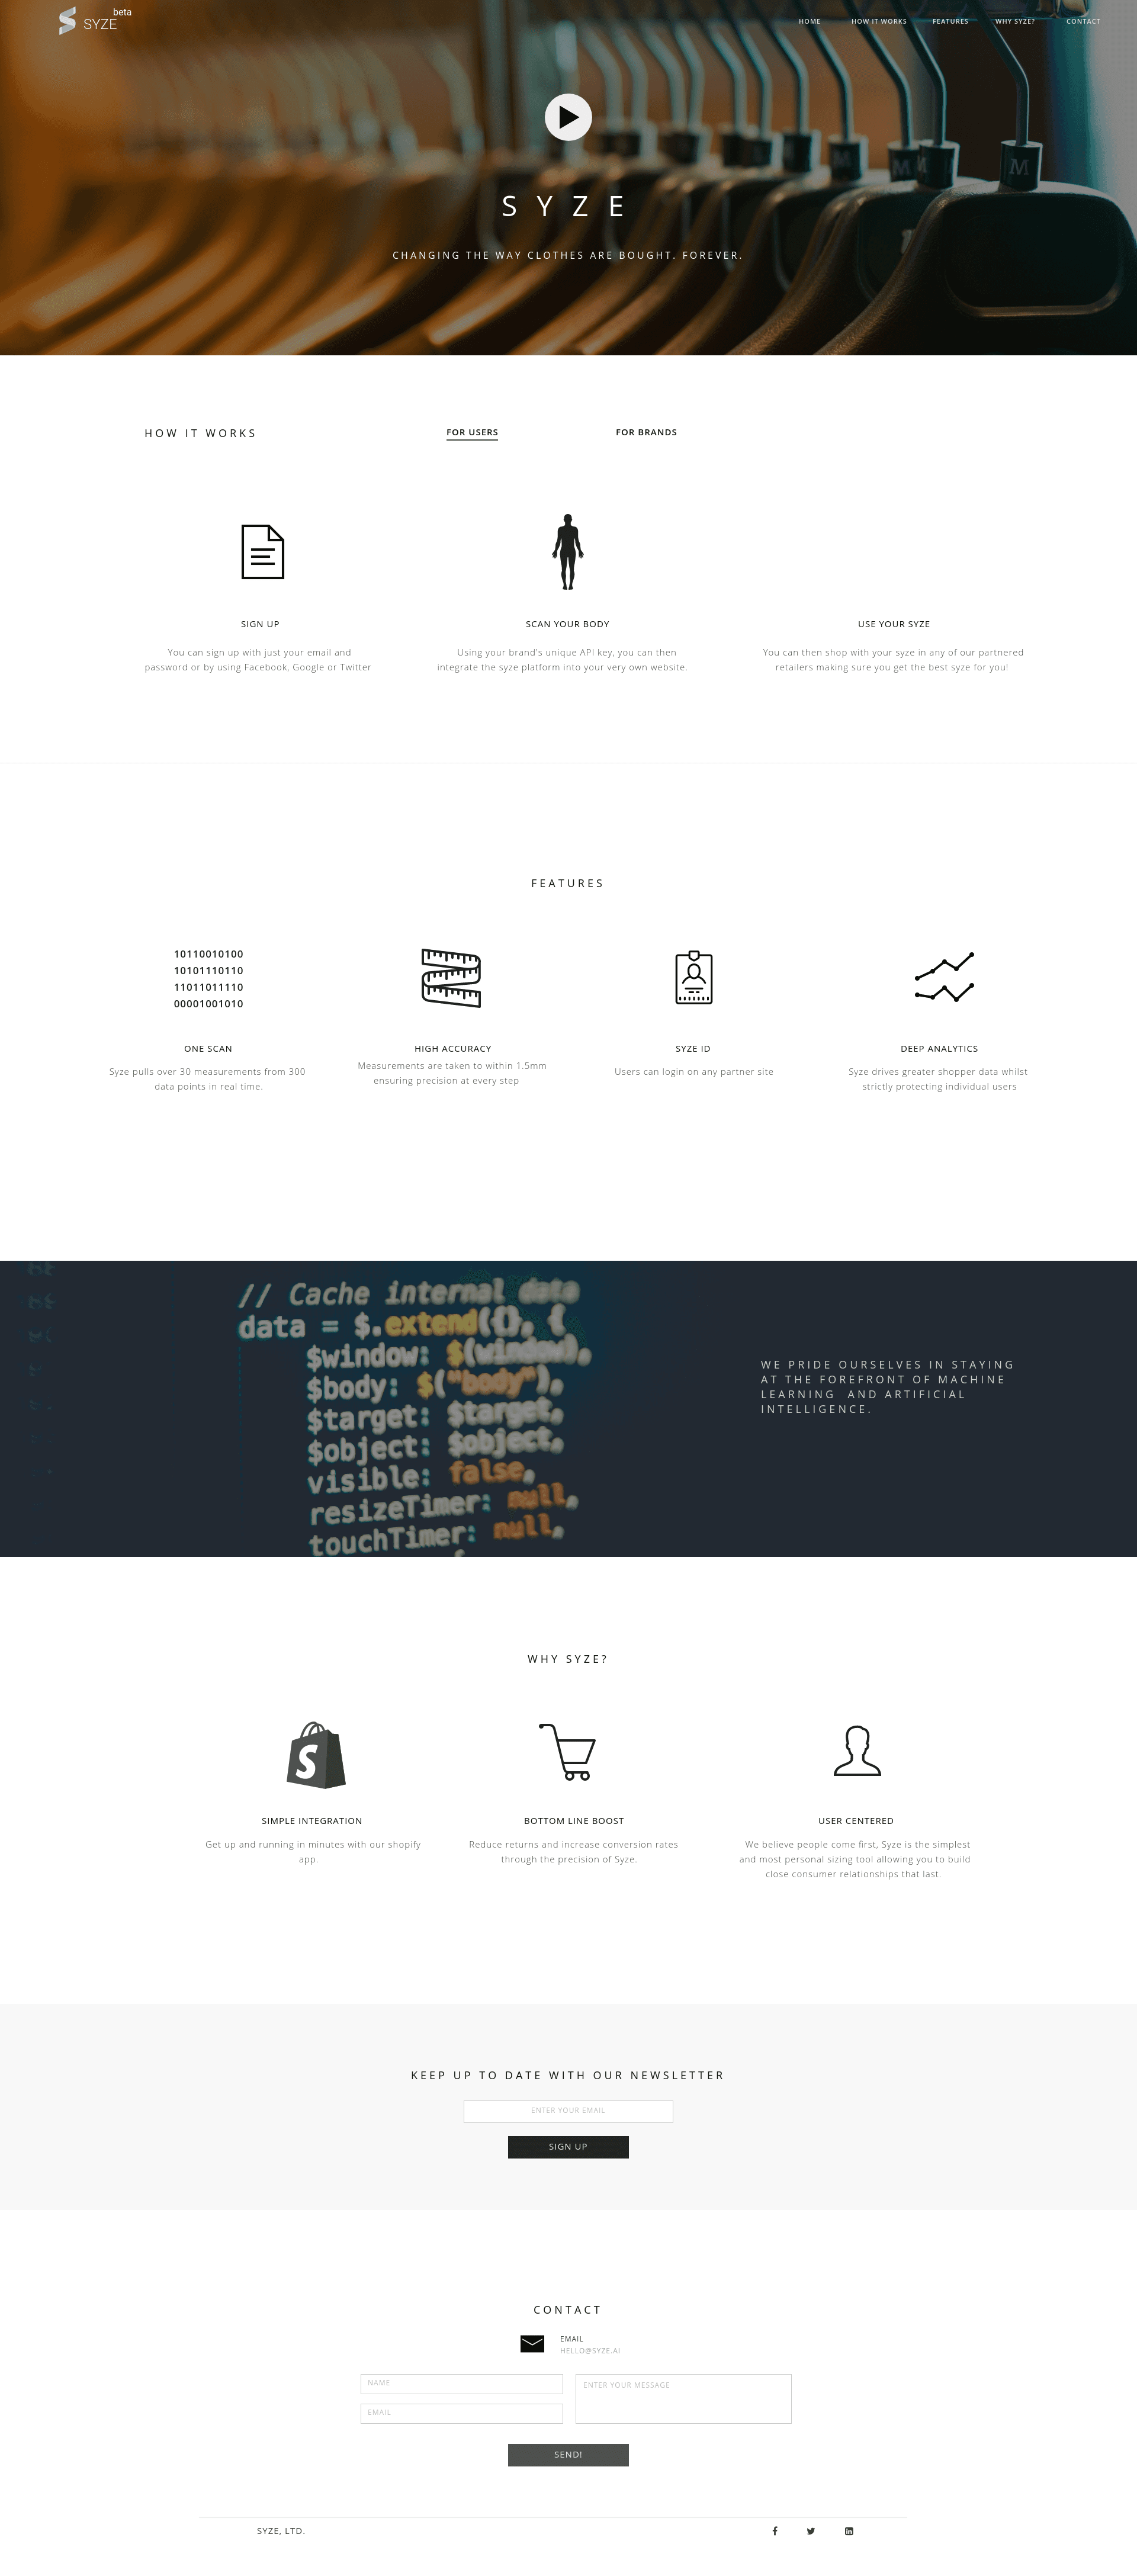 beta
SYZE
HOME
HOW IT WORKS
FEATURES
WHY SYZE?
CONTACT
M
M
SYZE
CHANGING THE WAY CLOTHES ARE BOUGHT. FOREVER.
HOW IT WORKS
FOR USERS
FOR BRANDS
SIGN UP
You can sign up with just your email and
password or by using Facebook, Google or Twitter
SCAN YOUR BODY
Using your brand's unique API key, you can then
integrate the syze platform into your very own website.
USE YOUR SYZE
You can then shop with your syze in any of our partnered
retailers making sure you get the best syze for you!
FEATURES
10110010100
10101110110
11011011110
00001001010
ONE SCAN
Syze pulls over 30 measurements from 300
data points in real time.
HIGH ACCURACY
Measurements are taken to within 1.5mm
ensuring precision at every step
SYZE ID
Users can login on any partner site
DEEP ANALYTICS
Syze drives greater shopper data whilst
strictly protecting individual users
// Cache internal data
data = $.extend(i), {
$window: $(window),
$body: $("body"),
$target: $target,
$object: $object,
visible: false,
resizeTimer: null,
touchTimer: null,
WE PRIDE OURSELVES IN STAYING
AT THE FOREFRONT OF MACHINE
LEARNING AND ARTIFICIAL
INTELLIGENCE.
WHY SYZE?
S
SIMPLE INTEGRATION
Get up and running in minutes with our shopify
app.
BOTTOM LINE BOOST
Reduce returns and increase conversion rates
through the precision of Syze.
USER CENTERED
We believe people come first, Syze is the simplest
and most personal sizing tool allowing you to build
close consumer relationships that last.
KEEP UP TO DATE WITH OUR NEWSLETTER
ENTER YOUR EMAIL
SIGN UP
CONTACT
EMAIL
HELLO@SYZE.AI
NAME
ENTER YOUR MESSAGE
EMAIL
SEND!
SYZE, LTD.